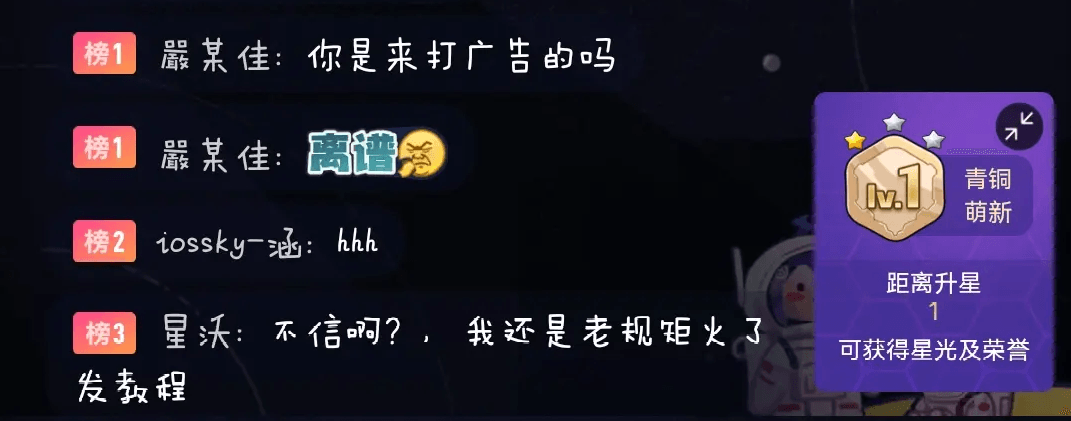 榜1 嚴某佳：你是来打广告的吗
榜1 嚴某佳：离谱
榜2 iossky-涵：hhh
榜3 星沃：不信啊？，我还是老规矩火了
发教程
lv.1
青铜
萌新
距离升星
1
可获得星光及荣誉